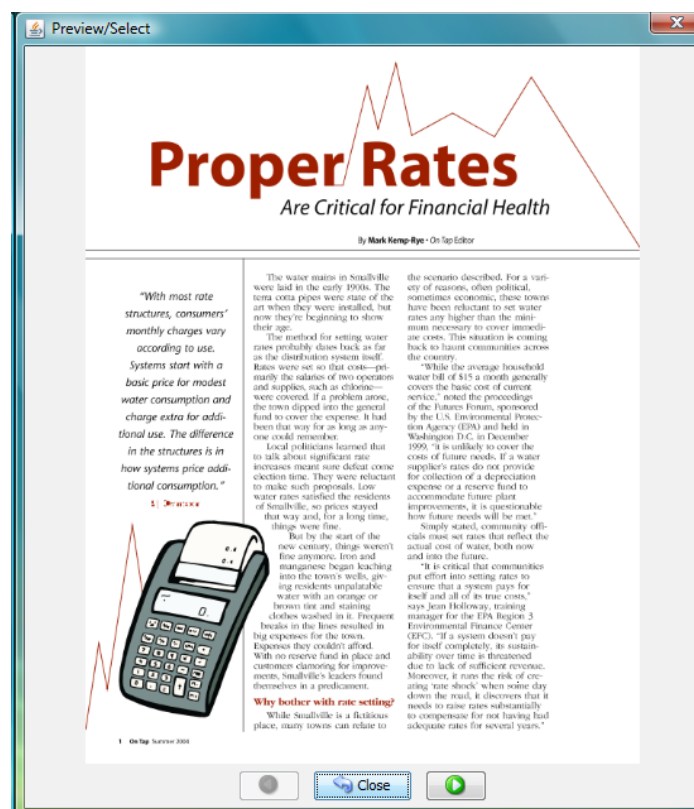 Preview/Select
X
Proper Rates
Are Critical for Financial Health
By Mark Kemp-Rye • On Tap Editor
"With most rate
structures, consumers'
monthly charges vary
according to use.
Systems start with a
basic price for modest
water consumption and
charge extra for addi-
tional use. The difference
in the structures is in
how systems price addi-
tional consumption."
The water mains in Smallville
were laid in the early 1900s. The
terra cotta pipes were state of the
art when they were installed, but
now they're beginning to show
their age.
The method for setting water
rates probably dates back as far
as the distribution system itself.
Rates were set so that costs—pri-
marily the salaries of two operators
and supplies, such as chlorine—
were covered. If a problem arose,
the town dipped into the general
fund to cover the expense. It had
been that way for as long as any-
one could remember.
Local politicians learned that
to talk about significant rate
increases meant sure defeat come
election time. They were reluctant
to make such proposals. Low
water rates satisfied the residents
of Smallville, so prices stayed
that way and, for a long time,
things were fine.
But by the start of the
new century, things weren't
fine anymore. Iron and
manganese began leaching
into the town's wells, giv-
ing residents unpalatable
water with an orange or
brown tint and staining
clothes washed in it. Frequent
breaks in the lines resulted in
big expenses for the town.
Expenses they couldn't afford.
With no reserve fund in place and
customers clamoring for improve-
ments, Smallville's leaders found
themselves in a predicament.
Why bother with rate setting?
While Smallville is a fictitious
place, many towns can relate to
the scenario described. For a vari-
ety of reasons, often political,
sometimes economic, these towns
have been reluctant to set water
rates any higher than the mini-
mum necessary to cover immedi-
ate costs. This situation is coming
back to haunt communities across
the country.
"While the average household
water bill of $15 a month generally
covers the basic cost of current
service," noted the proceedings
of the Futures Forum, sponsored
by the U.S. Environmental Protec-
tion Agency (EPA) and held in
Washington D.C. in December
1999, "it is unlikely to cover the
costs of future needs. If a water
supplier's rates do not provide
for collection of a depreciation
expense or a reserve fund to
accommodate future plant
improvements, it is questionable
how future needs will be met."
Simply stated, community offi-
cials must set rates that reflect the
actual cost of water, both now
and into the future.
"It is critical that communities
put effort into setting rates to
ensure that a system pays for
itself and all of its true costs,"
says Jean Holloway, training
manager for the EPA Region 3
Environmental Finance Center
(EFC). "If a system doesn't pay
for itself completely, its sustain-
ability over time is threatened
due to lack of sufficient revenue.
Moreover, it runs the risk of cre-
ating 'rate shock' when some day
down the road, it discovers that it
needs to raise rates substantially
to compensate for not having had
adequate rates for several years."
1 On Tap Summer 2004
Close